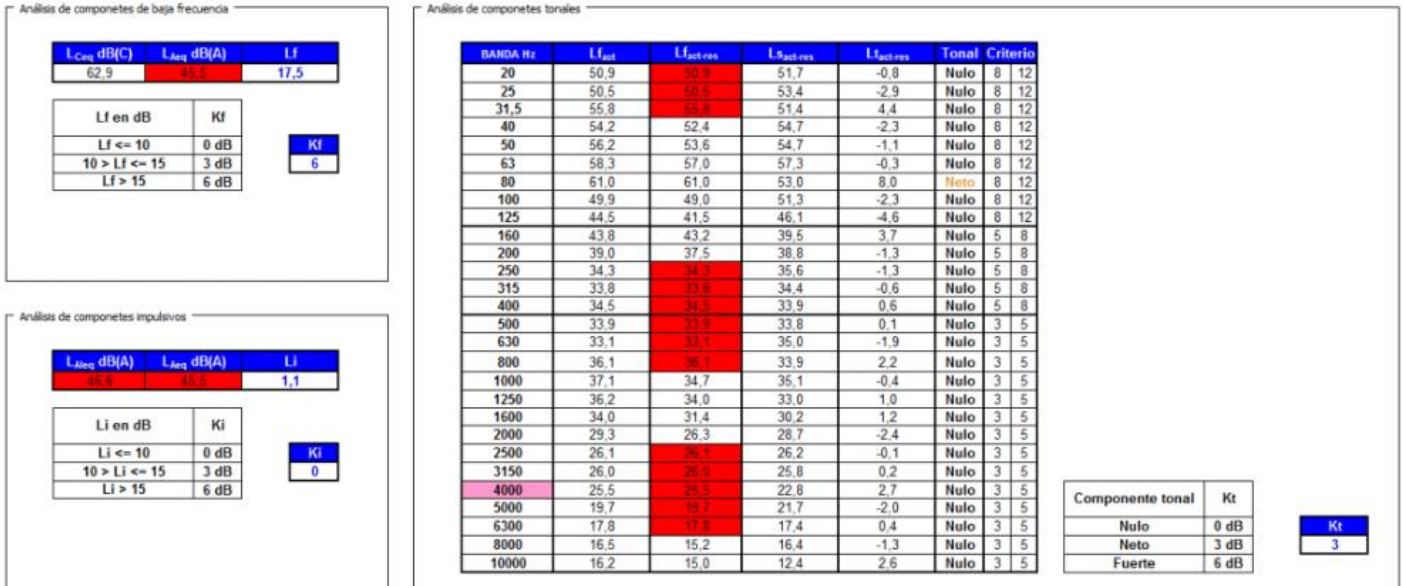 Análisis de componetes de baja frecuencia
LCeq dB(C) LAeq dB(A) Lf
62,9 45,5 17,5
Lf en dB Kf
Lf <= 10 0 dB
10 > Lf <= 15 3 dB
Lf > 15 6 dB
Kf
6
Análisis de componetes impulsivos
LAIeq dB(A) LAeq dB(A) Li
46,6 45,5 1,1
Li en dB Ki
Li <= 10 0 dB
10 > Li <= 15 3 dB
Li > 15 6 dB
Ki
0
Análisis de componetes tonales
BANDA Hz Lfact Lfact-res Lsact-res Ltact-res Tonal Criterio
20 50,9 50,9 51,7 -0,8 Nulo 8 12
25 50,5 50,5 53,4 -2,9 Nulo 8 12
31,5 55,8 55,8 51,4 4,4 Nulo 8 12
40 54,2 52,4 54,7 -2,3 Nulo 8 12
50 56,2 53,6 54,7 -1,1 Nulo 8 12
63 58,3 57,0 57,3 -0,3 Nulo 8 12
80 61,0 61,0 53,0 8,0 Neto 8 12
100 49,9 49,0 51,3 -2,3 Nulo 8 12
125 44,5 41,5 46,1 -4,6 Nulo 8 12
160 43,8 43,2 39,5 3,7 Nulo 5 8
200 39,0 37,5 38,8 -1,3 Nulo 5 8
250 34,3 34,3 35,6 -1,3 Nulo 5 8
315 33,8 33,8 34,4 -0,6 Nulo 5 8
400 34,5 34,5 33,9 0,6 Nulo 5 8
500 33,9 33,9 33,8 0,1 Nulo 3 5
630 33,1 33,1 35,0 -1,9 Nulo 3 5
800 36,1 36,1 33,9 2,2 Nulo 3 5
1000 37,1 34,7 35,1 -0,4 Nulo 3 5
1250 36,2 34,0 33,0 1,0 Nulo 3 5
1600 34,0 31,4 30,2 1,2 Nulo 3 5
2000 29,3 26,3 28,7 -2,4 Nulo 3 5
2500 26,1 26,1 26,2 -0,1 Nulo 3 5
3150 26,0 26,0 25,8 0,2 Nulo 3 5
4000 25,5 25,5 22,8 2,7 Nulo 3 5
5000 19,7 19,7 21,7 -2,0 Nulo 3 5
6300 17,8 17,8 17,4 0,4 Nulo 3 5
8000 16,5 15,2 16,4 -1,3 Nulo 3 5
10000 16,2 15,0 12,4 2,6 Nulo 3 5
Componente tonal Kt
Nulo 0 dB
Neto 3 dB
Fuerte 6 dB
Kt
3